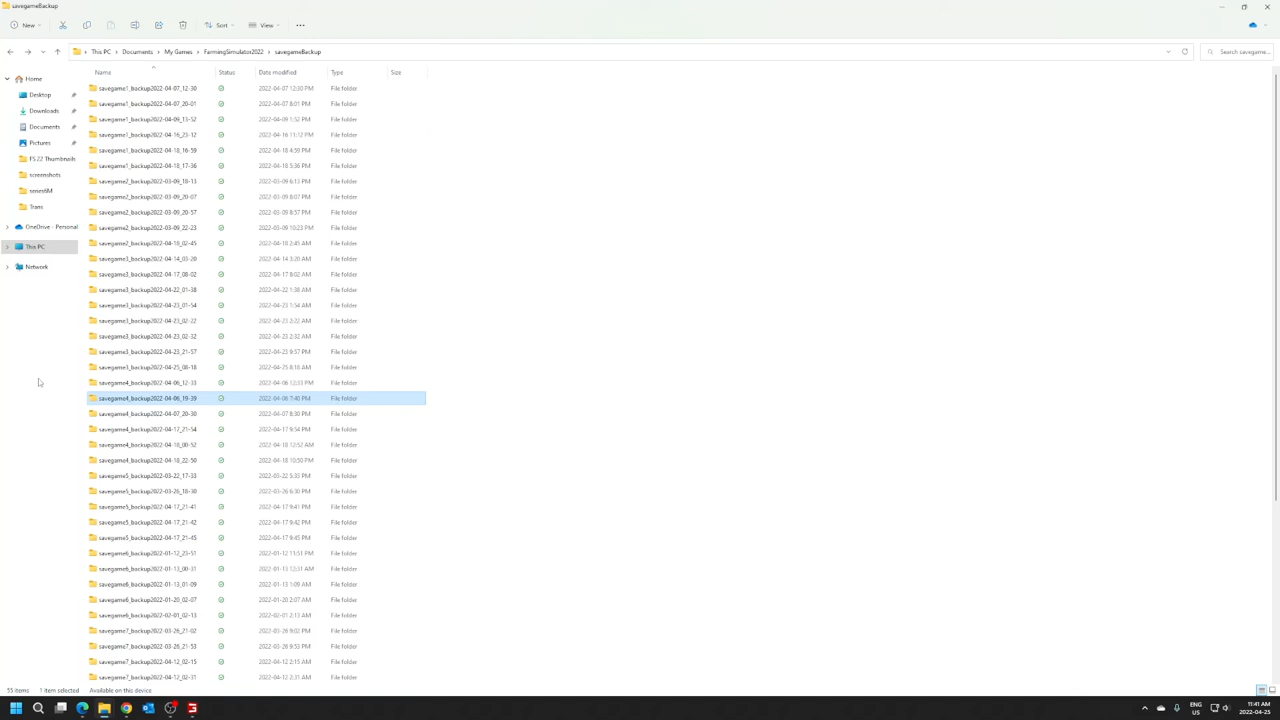 savegameBackup
New
Sort
View
This PC > Documents > My Games > FarmingSimulator2022 > savegameBackup
Search savegame...
Name Status Date modified Type Size
Home
Desktop
Downloads
Documents
Pictures
FS 22 Thumbnails
screenshots
series6M
Trans
OneDrive - Personal
This PC
Network
savegame1_backup2022-04-07_12-30 2022-04-07 12:30 PM File folder
savegame1_backup2022-04-07_20-01 2022-04-07 8:01 PM File folder
savegame1_backup2022-04-09_13-52 2022-04-09 1:52 PM File folder
savegame1_backup2022-04-16_23-12 2022-04-16 11:12 PM File folder
savegame1_backup2022-04-18_16-59 2022-04-18 4:59 PM File folder
savegame1_backup2022-04-18_17-36 2022-04-18 5:36 PM File folder
savegame2_backup2022-03-09_18-13 2022-03-09 6:13 PM File folder
savegame2_backup2022-03-09_20-07 2022-03-09 8:07 PM File folder
savegame2_backup2022-03-09_20-57 2022-03-09 8:57 PM File folder
savegame2_backup2022-03-09_22-23 2022-03-09 10:23 PM File folder
savegame2_backup2022-04-18_02-45 2022-04-18 2:45 AM File folder
savegame3_backup2022-04-14_03-20 2022-04-14 3:20 AM File folder
savegame3_backup2022-04-17_08-02 2022-04-17 8:02 AM File folder
savegame3_backup2022-04-22_01-38 2022-04-22 1:38 AM File folder
savegame3_backup2022-04-23_01-54 2022-04-23 1:54 AM File folder
savegame3_backup2022-04-23_02-22 2022-04-23 2:22 AM File folder
savegame3_backup2022-04-23_02-32 2022-04-23 2:32 AM File folder
savegame3_backup2022-04-23_21-57 2022-04-23 9:57 PM File folder
savegame3_backup2022-04-25_08-18 2022-04-25 8:18 AM File folder
savegame4_backup2022-04-06_12-33 2022-04-06 12:33 PM File folder
savegame4_backup2022-04-06_19-39 2022-04-06 7:40 PM File folder
savegame4_backup2022-04-07_20-30 2022-04-07 8:30 PM File folder
savegame4_backup2022-04-17_21-54 2022-04-17 9:54 PM File folder
savegame4_backup2022-04-18_00-52 2022-04-18 12:52 AM File folder
savegame4_backup2022-04-18_22-50 2022-04-18 10:50 PM File folder
savegame5_backup2022-03-22_17-33 2022-03-22 5:33 PM File folder
savegame5_backup2022-03-26_18-30 2022-03-26 6:30 PM File folder
savegame5_backup2022-04-17_21-41 2022-04-17 9:41 PM File folder
savegame5_backup2022-04-17_21-42 2022-04-17 9:42 PM File folder
savegame5_backup2022-04-17_21-45 2022-04-17 9:45 PM File folder
savegame6_backup2022-01-12_23-51 2022-01-12 11:51 PM File folder
savegame6_backup2022-01-13_00-31 2022-01-13 12:31 AM File folder
savegame6_backup2022-01-13_01-09 2022-01-13 1:09 AM File folder
savegame6_backup2022-01-20_02-07 2022-01-20 2:07 AM File folder
savegame6_backup2022-02-01_02-13 2022-02-01 2:13 AM File folder
savegame7_backup2022-03-26_21-02 2022-03-26 9:02 PM File folder
savegame7_backup2022-03-26_21-53 2022-03-26 9:53 PM File folder
savegame7_backup2022-04-12_02-15 2022-04-12 2:15 AM File folder
savegame7_backup2022-04-12_02-31 2022-04-12 2:31 AM File folder
55 items 1 item selected Available on this device
ENG
US
11:41 AM
2022-04-25